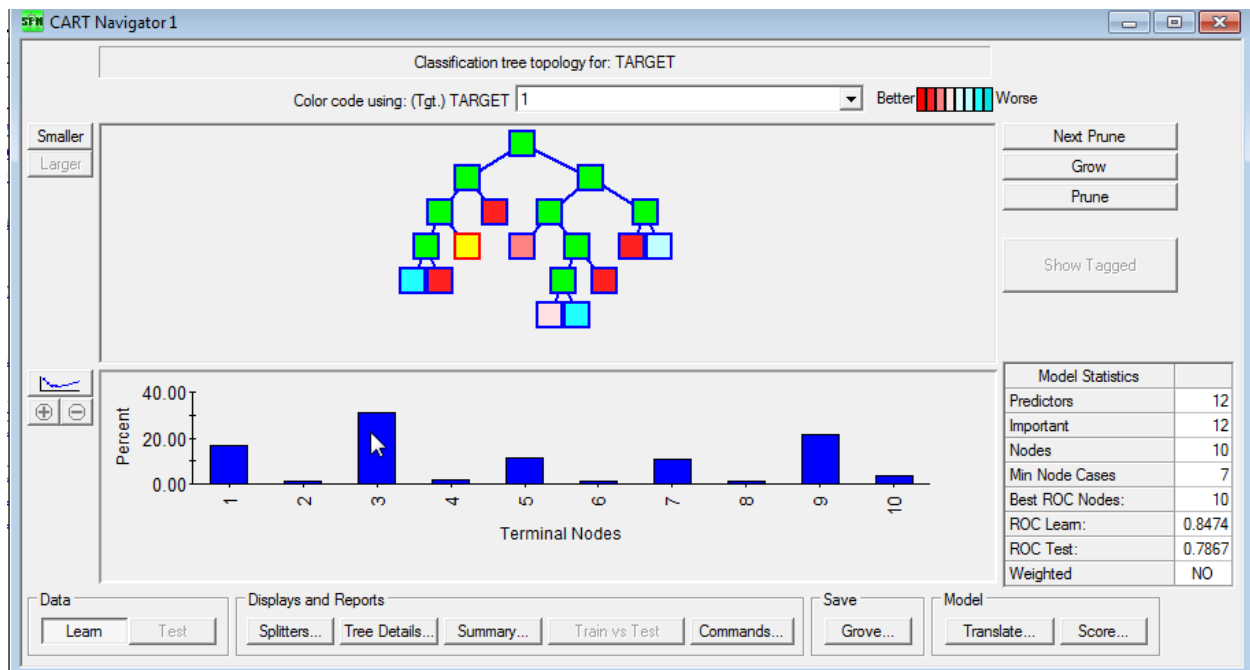 SPM CART Navigator 1
Classification tree topology for: TARGET
Color code using: (Tgt.) TARGET 1 Better Worse
Smaller
Larger
Next Prune
Grow
Prune
Show Tagged
40.00
20.00
0.00
Percent
1 2 3 4 5 6 7 8 9 10
Terminal Nodes
Model Statistics
Predictors 12
Important 12
Nodes 10
Min Node Cases 7
Best ROC Nodes: 10
ROC Learn: 0.8474
ROC Test: 0.7867
Weighted NO
Data
Learn Test
Displays and Reports
Splitters... Tree Details... Summary... Train vs Test Commands...
Save
Grove...
Model
Translate... Score...